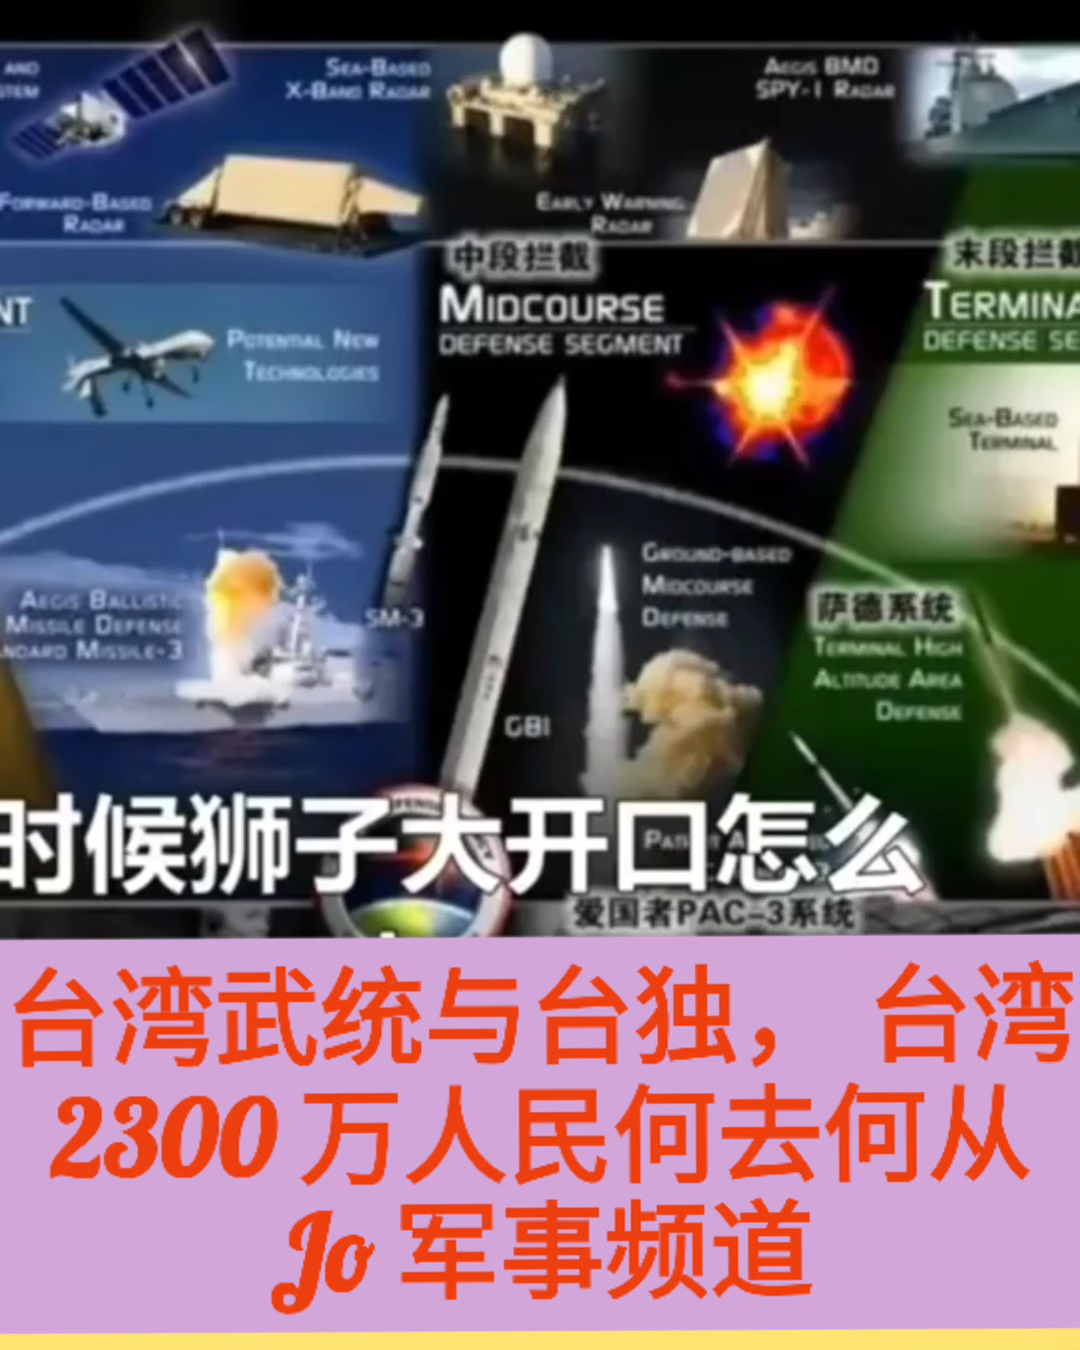 AND
STEM
SEA-BASED
X-BAND RADAR
AEGIS BMD
SPY-1 RADAR
FORWARD-BASED
RADAR
EARLY WARNING
RADAR
中段拦截
末段拦截
NT
MIDCOURSE
DEFENSE SEGMENT
TERMINA
DEFENSE SE
POTENTIAL NEW
TECHNOLOGIES
SEA-BASED
TERMINAL
GROUND-BASED
MIDCOURSE
DEFENSE
AEGIS BALLISTIC
MISSILE DEFENSE
NDARD MISSILE-3
SM-3
萨德系统
TERMINAL HIGH
ALTITUDE AREA
DEFENSE
GBI
时候狮子大开口怎么
爱国者PAC-3系统
台湾武统与台独， 台湾
2300 万人民何去何从
Jo 军事频道